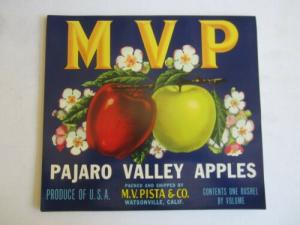 MVP
PAJARO VALLEY APPLES
PRODUCE OF U.S.A.
PACKED AND SHIPPED BY
M.V. PISTA & CO.
WATSONVILLE, CALIF.
CONTENTS ONE BUSHEL
BY VOLUME